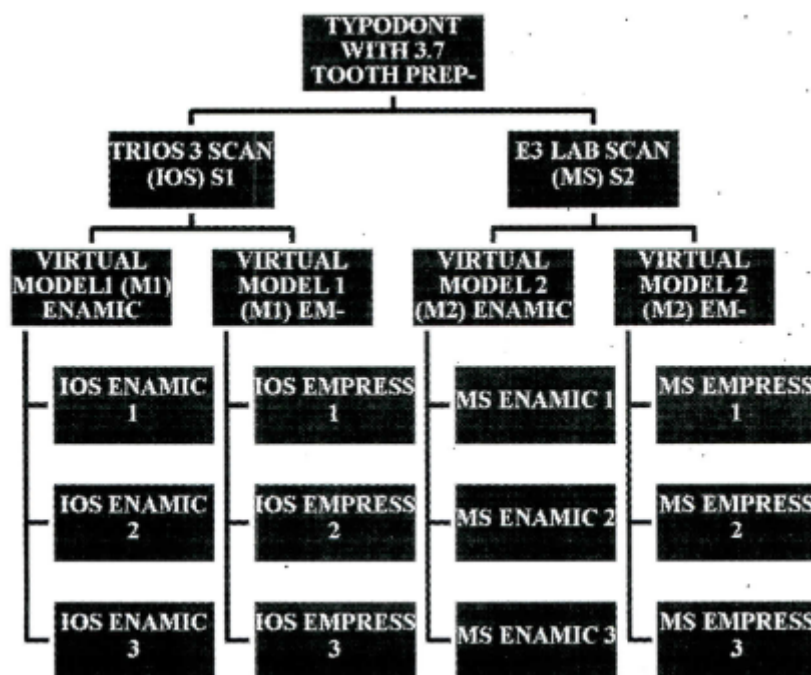 TYPODONT
WITH 3.7
TOOTH PREP-
TRIOS 3 SCAN
(IOS) S1
E3 LAB SCAN
(MS) S2
VIRTUAL
MODEL1 (M1)
ENAMIC
VIRTUAL
MODEL 1
(M1) EM-
VIRTUAL
MODEL 2
(M2) ENAMIC
VIRTUAL
MODEL 2
(M2) EM-
IOS ENAMIC
1
IOS EMPRESS
1
MS ENAMIC 1
MS EMPRESS
1
IOS ENAMIC
2
IOS EMPRESS
2
MS ENAMIC 2
MS EMPRESS
2
IOS ENAMIC
3
IOS EMPRESS
3
MS ENAMIC 3
MS EMPRESS
3